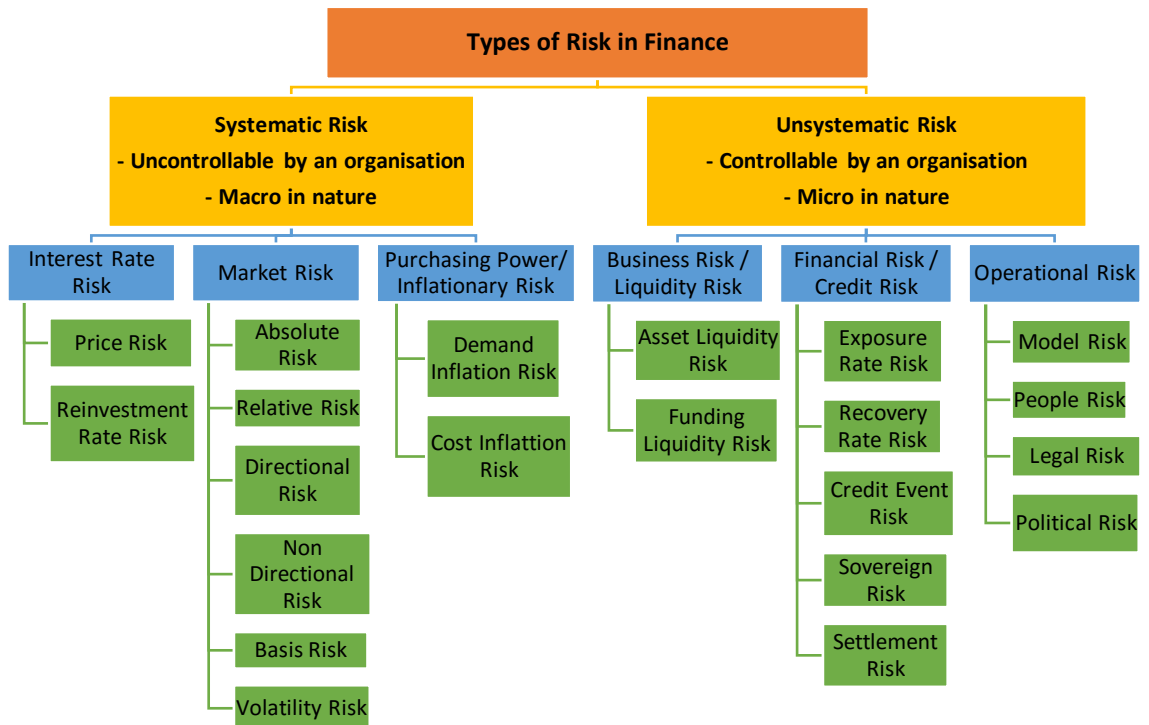 Types of Risk in Finance
Systematic Risk
- Uncontrollable by an organisation
- Macro in nature
Unsystematic Risk
- Controllable by an organisation
- Micro in nature
Interest Rate
Risk
Price Risk
Reinvestment
Rate Risk
Market Risk
Absolute
Risk
Relative Risk
Directional
Risk
Non
Directional
Risk
Basis Risk
Volatility Risk
Purchasing Power/
Inflationary Risk
Demand
Inflation Risk
Cost Inflattion
Risk
Business Risk /
Liquidity Risk
Asset Liquidity
Risk
Funding
Liquidity Risk
Financial Risk /
Credit Risk
Exposure
Rate Risk
Recovery
Rate Risk
Credit Event
Risk
Sovereign
Risk
Settlement
Risk
Operational Risk
Model Risk
People Risk
Legal Risk
Political Risk